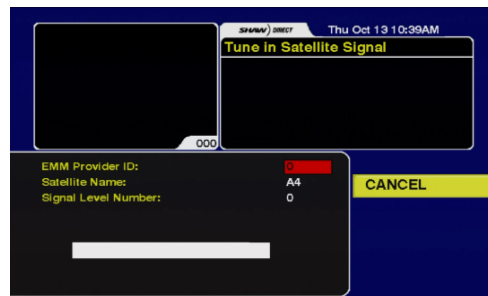 SHAW) DIRECT Thu Oct 13 10:39AM
Tune in Satellite Signal
000
EMM Provider ID: 0
Satellite Name: A4
Signal Level Number: 0
CANCEL